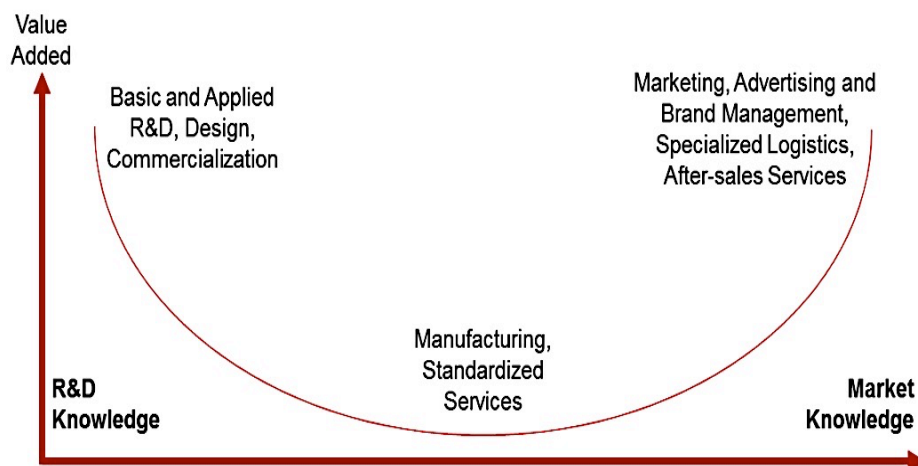 Value
Added
Basic and Applied
R&D, Design,
Commercialization
Marketing, Advertising and
Brand Management,
Specialized Logistics,
After-sales Services
Manufacturing,
Standardized
Services
R&D
Knowledge
Market
Knowledge